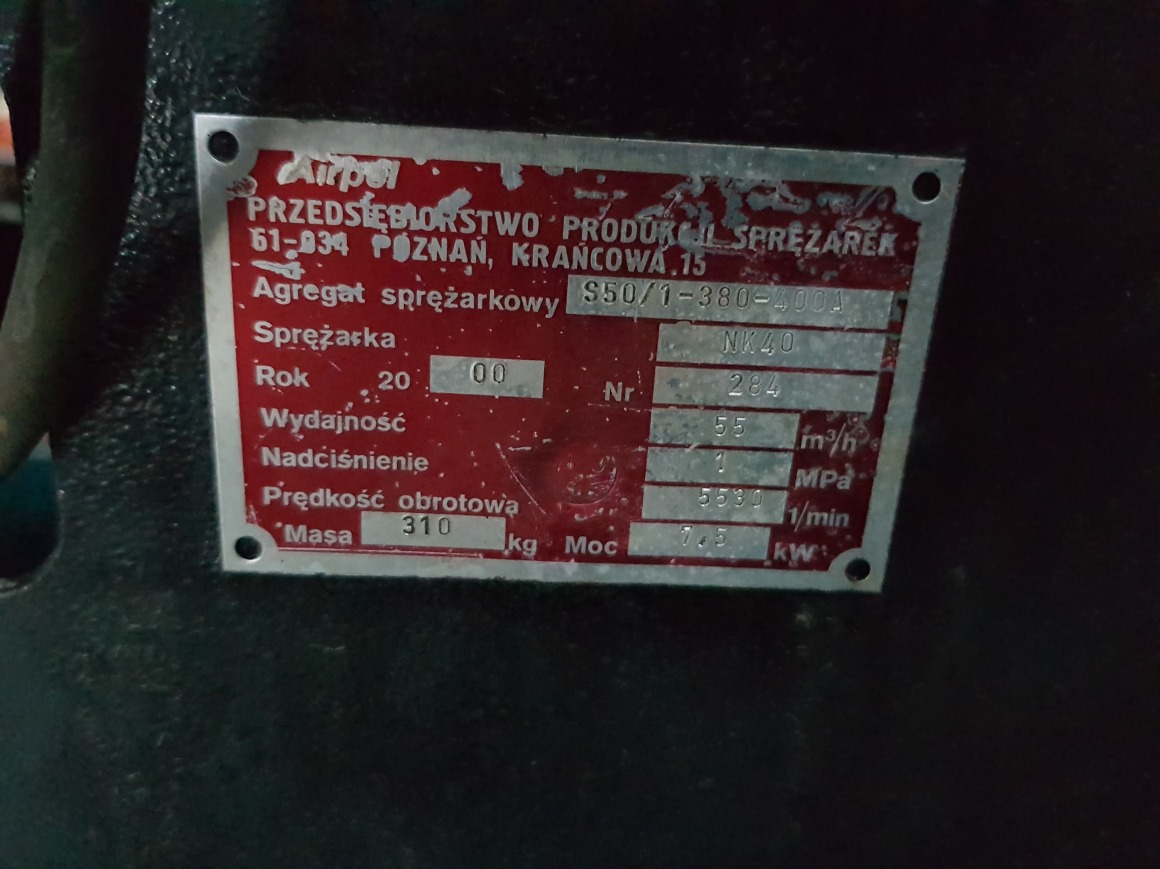 Airpol
PRZEDSIĘBIORSTWO PRODUKCJI SPRĘŻAREK
61-034 POZNAŃ, KRAŃCOWA 15
Agregat sprężarkowy S50/1-380-400A
Sprężarka NK40
Rok 20 00 Nr 284
Wydajność 55 m³/h
Nadciśnienie 1 MPa
Prędkość obrotowa 5530 1/min
Masa 310 kg Moc 7,5 kW